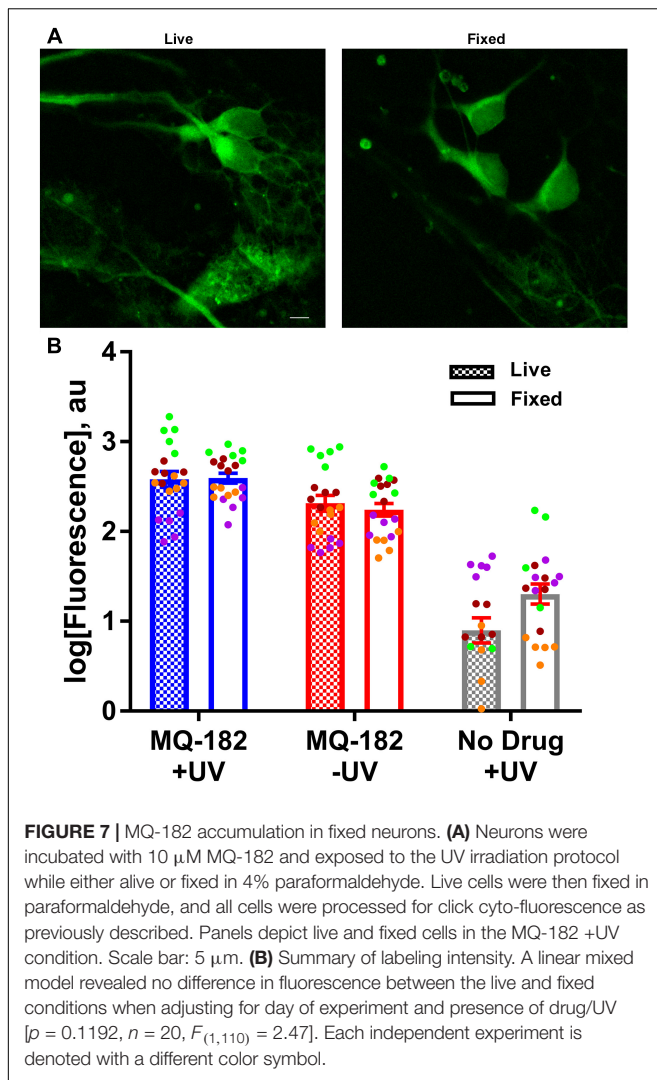 A
Live
Fixed
B
4
3
2
1
0
log[Fluorescence], au
Live
Fixed
MQ-182
+UV
MQ-182
-UV
No Drug
+UV
FIGURE 7 | MQ-182 accumulation in fixed neurons. (A) Neurons were
incubated with 10 μM MQ-182 and exposed to the UV irradiation protocol
while either alive or fixed in 4% paraformaldehyde. Live cells were then fixed in
paraformaldehyde, and all cells were processed for click cyto-fluorescence as
previously described. Panels depict live and fixed cells in the MQ-182 +UV
condition. Scale bar: 5 μm. (B) Summary of labeling intensity. A linear mixed
model revealed no difference in fluorescence between the live and fixed
conditions when adjusting for day of experiment and presence of drug/UV
[p = 0.1192, n = 20, F(1,110) = 2.47]. Each independent experiment is
denoted with a different color symbol.